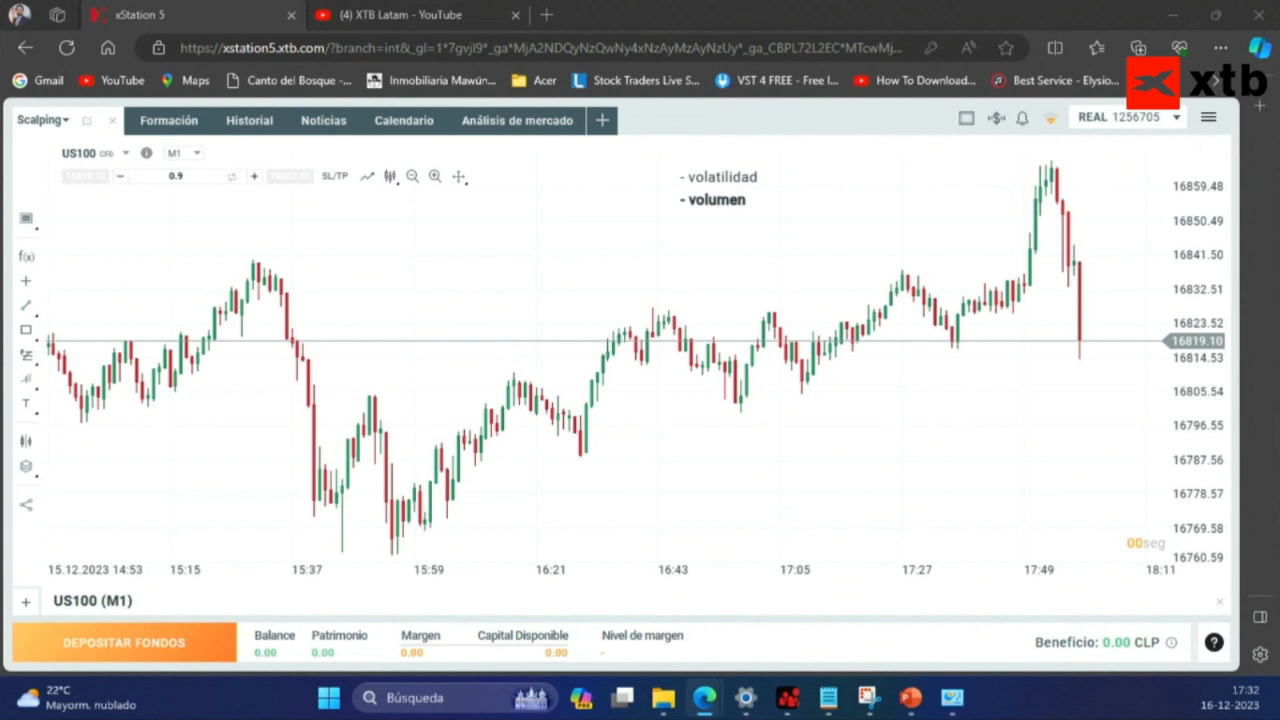 xStation 5
(4) XTB Latam - YouTube
https://xstation5.xtb.com/?branch=int&_gl=1*7gvjl9*_ga*MjA2NDQyNzQwNy4xNzAyMzAyNzUy*_ga_CBPL72L2EC*MTcwMj...
Gmail
YouTube
Maps
Canto del Bosque -...
Inmobiliaria Mawün...
Acer
Stock Traders Live S...
VST 4 FREE - Free I...
How To Download...
Best Service - Elysio...
xtb
Scalping
Formación
Historial
Noticias
Calendario
Análisis de mercado
REAL 1256705
US100 CFD
M1
0.9
SL/TP
- volatilidad
- volumen
f(x)
T
16859.48
16850.49
16841.50
16832.51
16823.52
16819.10
16814.53
16805.54
16796.55
16787.56
16778.57
16769.58
16760.59
00seg
15.12.2023 14:53
15:15
15:37
15:59
16:21
16:43
17:05
17:27
17:49
18:11
US100 (M1)
DEPOSITAR FONDOS
Balance
0.00
Patrimonio
0.00
Margen
0.00
Capital Disponible
0.00
Nivel de margen
-
Beneficio: 0.00 CLP
22°C
Mayorm. nublado
Búsqueda
PRE
17:32
16-12-2023